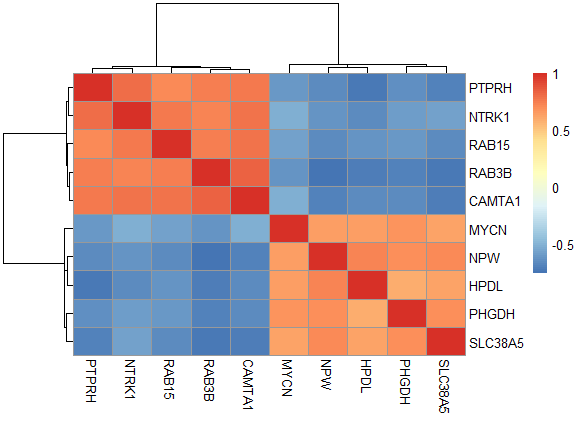 PTPRH
NTRK1
RAB15
RAB3B
CAMTA1
MYCN
NPW
HPDL
PHGDH
SLC38A5
PTPRH
NTRK1
RAB15
RAB3B
CAMTA1
MYCN
NPW
HPDL
PHGDH
SLC38A5
1
0.5
0
-0.5